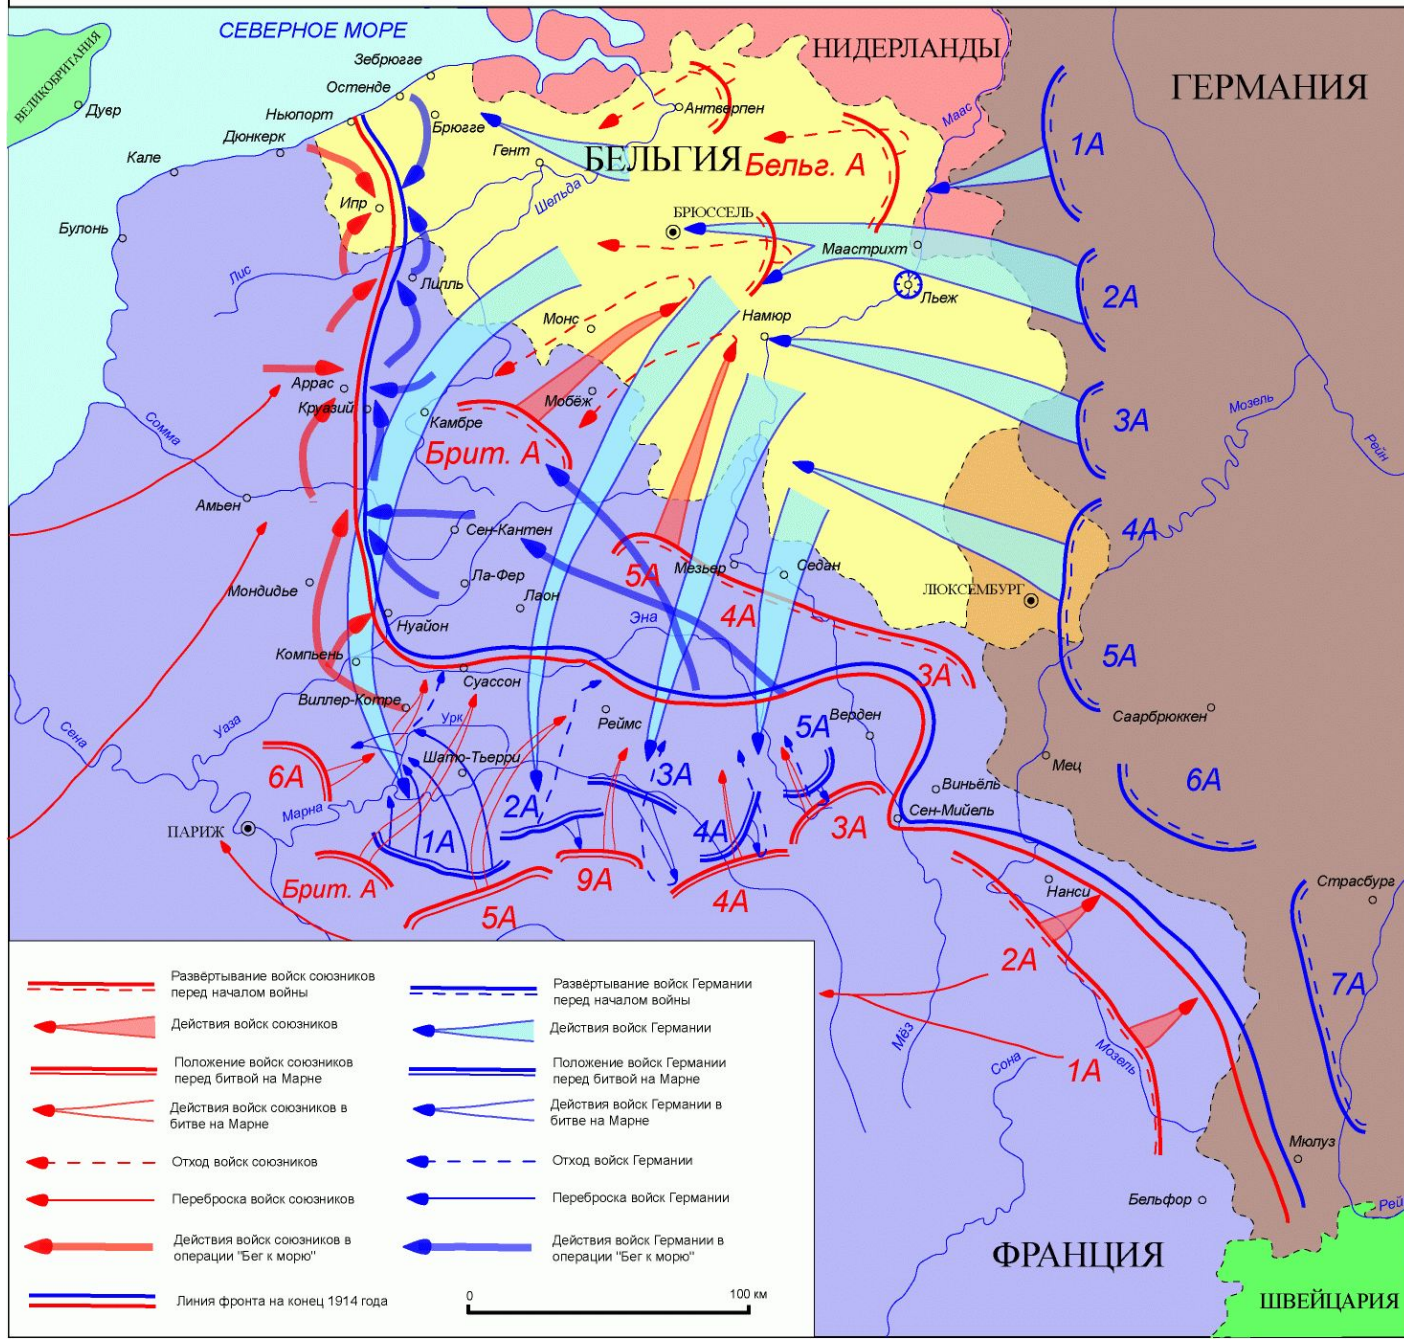 СЕВЕРНОЕ МОРЕ
НИДЕРЛАНДЫ
ГЕРМАНИЯ
ВЕЛИКОБРИТАНИЯ
Дувр
Зебрюгге
Остенде
Ньюпорт
Дюнкерк
Брюгге
Антверпен
Маас
1А
Кале
Гент
БЕЛЬГИЯ
Бельг. А
Шельда
Ипр
Булонь
БРЮССЕЛЬ
Маастрихт
Лис
Лилль
Льеж
2А
Монс
Намюр
Аррас
Круазий
Мобёж
Камбре
Мозель
3А
Рейн
Сомма
Брит. А
Амьен
Сен-Кантен
4А
Мезьер
Седан
5А
Мондидье
Ла-Фер
Лаон
ЛЮКСЕМБУРГ
4А
Эна
Нуайон
Компьень
Суассон
3А
5А
Виллер-Котре
Урк
Реймс
Верден
Саарбрюккен
Сена
Уаза
5А
Шато-Тьерри
6А
3А
Мец
6А
Виньёль
Марна
2А
Сен-Мийель
ПАРИЖ
1А
4А
3А
Брит. А
9А
5А
4А
Нанси
Страсбург
2А
7А
Мёз
Сона
Мозель
1А
Мюлуз
Бельфор
Рей
ФРАНЦИЯ
ШВЕЙЦАРИЯ
Развёртывание войск союзников
перед началом войны
Действия войск союзников
Положение войск союзников
перед битвой на Марне
Действия войск союзников в
битве на Марне
Отход войск союзников
Переброска войск союзников
Действия войск союзников в
операции "Бег к морю"
Линия фронта на конец 1914 года
Развёртывание войск Германии
перед началом войны
Действия войск Германии
Положение войск Германии
перед битвой на Марне
Действия войск Германии в
битве на Марне
Отход войск Германии
Переброска войск Германии
Действия войск Германии в
операции "Бег к морю"
0
100 км